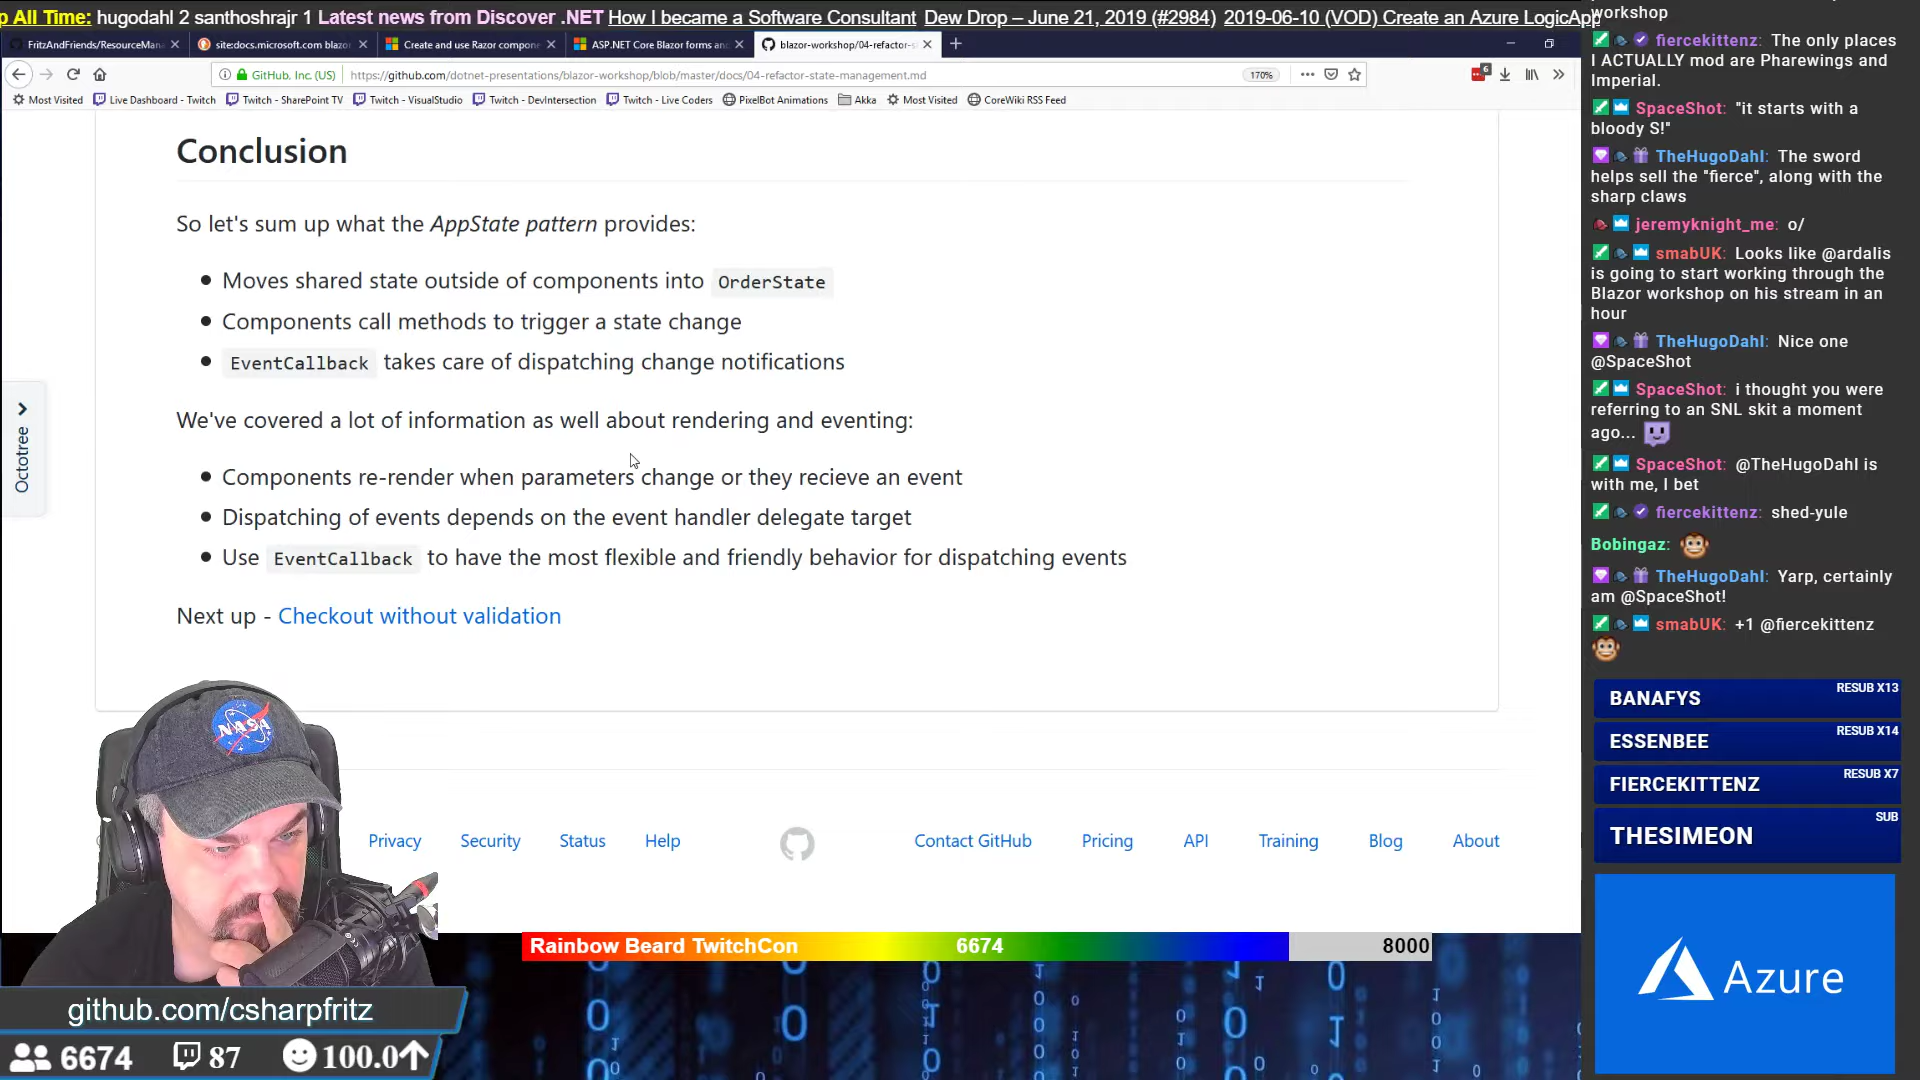 p All Time: hugodahl 2 santhoshrajr 1 Latest news from Discover .NET How I became a Software Consultant Dew Drop – June 21, 2019 (#2984) 2019-06-10 (VOD) Create an Azure LogicApp
FritzAndFriends/ResourceMan
site:docs.microsoft.com blazo
Create and use Razor compone
ASP.NET Core Blazor forms an
blazor-workshop/04-refactor-s
GitHub, Inc. (US)
https://github.com/dotnet-presentations/blazor-workshop/blob/master/docs/04-refactor-state-management.md
170%
6
Most Visited
Live Dashboard - Twitch
Twitch - SharePoint TV
Twitch - VisualStudio
Twitch - DevIntersection
Twitch - Live Coders
PixelBot Animations
Akka
Most Visited
CoreWiki RSS Feed
Conclusion
So let's sum up what the AppState pattern provides:
Moves shared state outside of components into OrderState
Components call methods to trigger a state change
EventCallback takes care of dispatching change notifications
We've covered a lot of information as well about rendering and eventing:
Components re-render when parameters change or they recieve an event
Dispatching of events depends on the event handler delegate target
Use EventCallback to have the most flexible and friendly behavior for dispatching events
Next up - Checkout without validation
Octotree
NASA
Privacy
Security
Status
Help
Contact GitHub
Pricing
API
Training
Blog
About
Rainbow Beard TwitchCon
6674
8000
github.com/csharpfritz
6674
87
100.0
workshop
fiercekittenz: The only places
I ACTUALLY mod are Pharewings and
Imperial.
SpaceShot: "it starts with a
bloody S!"
TheHugoDahl: The sword
helps sell the "fierce", along with the
sharp claws
jeremyknight_me: o/
smabUK: Looks like @ardalis
is going to start working through the
Blazor workshop on his stream in an
hour
TheHugoDahl: Nice one
@SpaceShot
SpaceShot: i thought you were
referring to an SNL skit a moment
ago...
SpaceShot: @TheHugoDahl is
with me, I bet
fiercekittenz: shed-yule
Bobingaz:
TheHugoDahl: Yarp, certainly
am @SpaceShot!
smabUK: +1 @fiercekittenz
BANAFYS
RESUB X13
ESSENBEE
RESUB X14
FIERCEKITTENZ
RESUB X7
THESIMEON
SUB
Azure